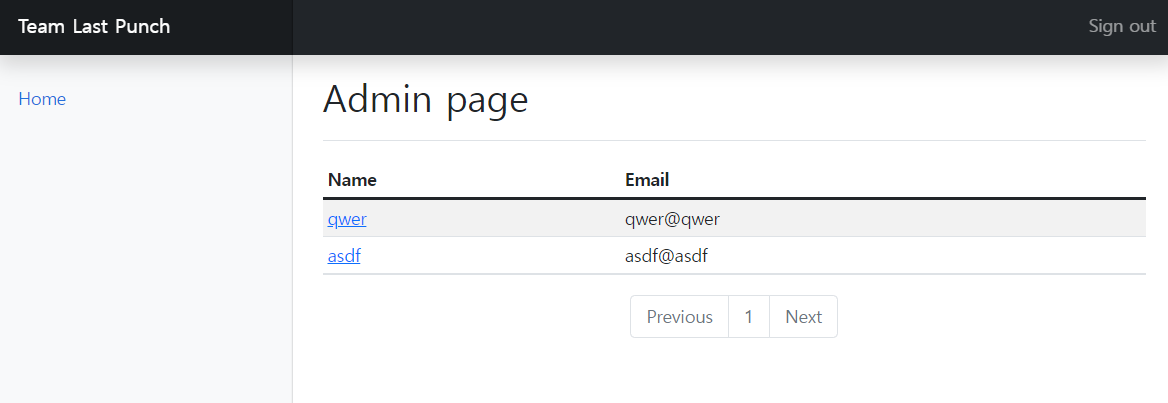 Team Last Punch Sign out
Home
Admin page
Name Email
qwer qwer@qwer
asdf asdf@asdf
Previous 1 Next